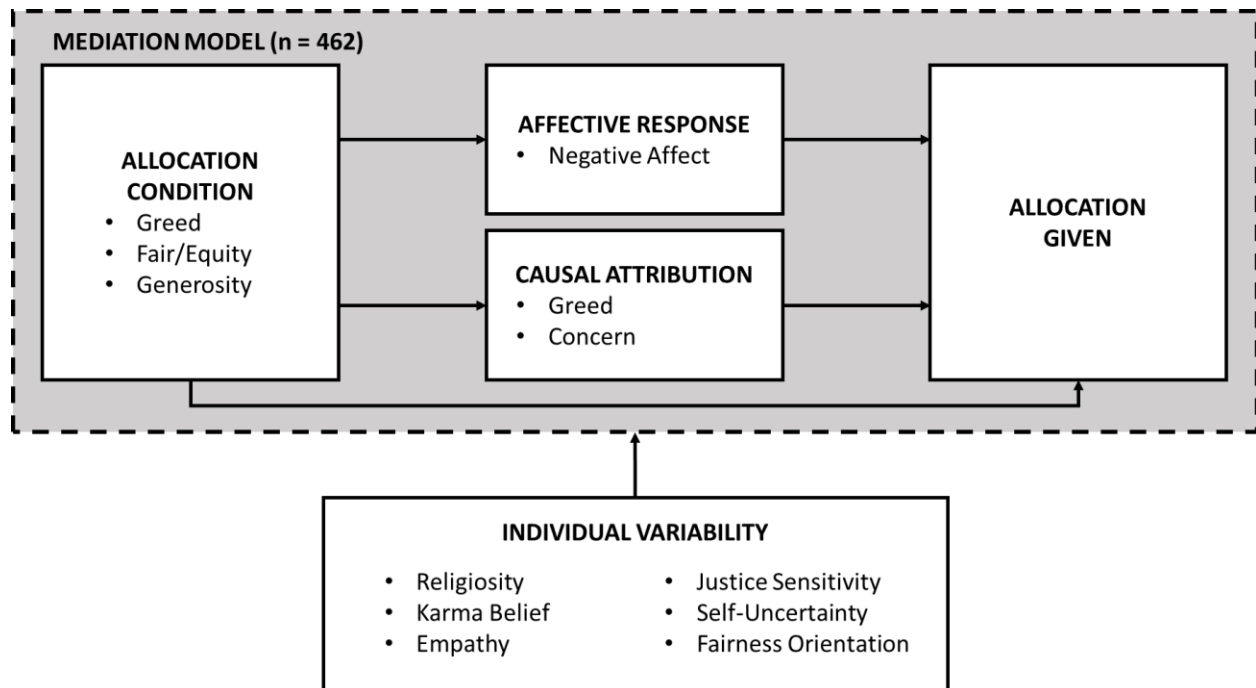 MEDIATION MODEL (n = 462)
ALLOCATION
CONDITION
• Greed
• Fair/Equity
• Generosity
AFFECTIVE RESPONSE
• Negative Affect
CAUSAL ATTRIBUTION
• Greed
• Concern
ALLOCATION
GIVEN
INDIVIDUAL VARIABILITY
• Religiosity
• Karma Belief
• Empathy
• Justice Sensitivity
• Self-Uncertainty
• Fairness Orientation